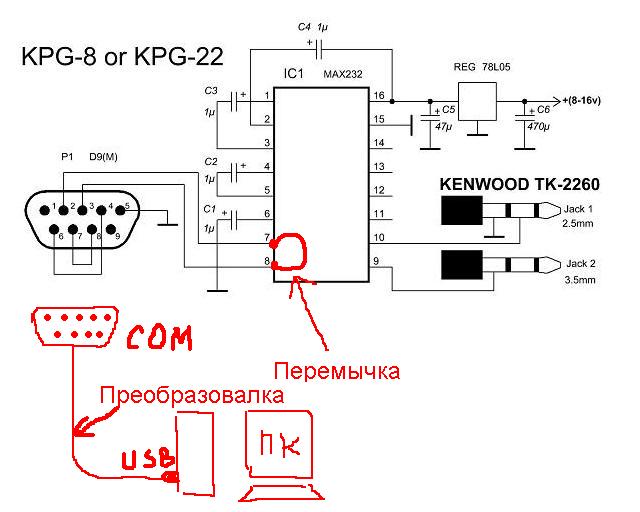 KPG-8 or KPG-22
C4 1µ
+
IC1 MAX232
REG 78L05
C3
1µ
+
1
2
3
16
15
14
C5
47µ
+
C6
470µ
+
+(8-16v)
P1 D9(M)
C2
1µ
+
4
5
13
12
KENWOOD TK-2260
1 2 3 4 5
6 7 8 9
C1
1µ
+
6
7
8
11
10
9
Jack 1
2.5mm
Jack 2
3.5mm
COM
Перемычка
Преобразовалка
USB
ПК